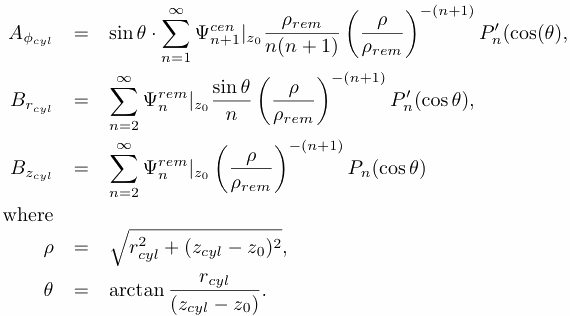 A_{\phi_{cyl}} = \sin\theta \cdot \sum_{n=1}^{\infty} \Psi_{n+1}^{cen}|_{z_0} \frac{\rho_{rem}}{n(n+1)} \left(\frac{\rho}{\rho_{rem}}\right)^{-(n+1)} P_n'(\cos(\theta),
B_{r_{cyl}} = \sum_{n=2}^{\infty} \Psi_n^{rem}|_{z_0} \frac{\sin\theta}{n} \left(\frac{\rho}{\rho_{rem}}\right)^{-(n+1)} P_n'(\cos\theta),
B_{z_{cyl}} = \sum_{n=2}^{\infty} \Psi_n^{rem}|_{z_0} \left(\frac{\rho}{\rho_{rem}}\right)^{-(n+1)} P_n(\cos\theta)
where
\rho = \sqrt{r_{cyl}^2 + (z_{cyl} - z_0)^2},
\theta = \arctan \frac{r_{cyl}}{(z_{cyl} - z_0)}.